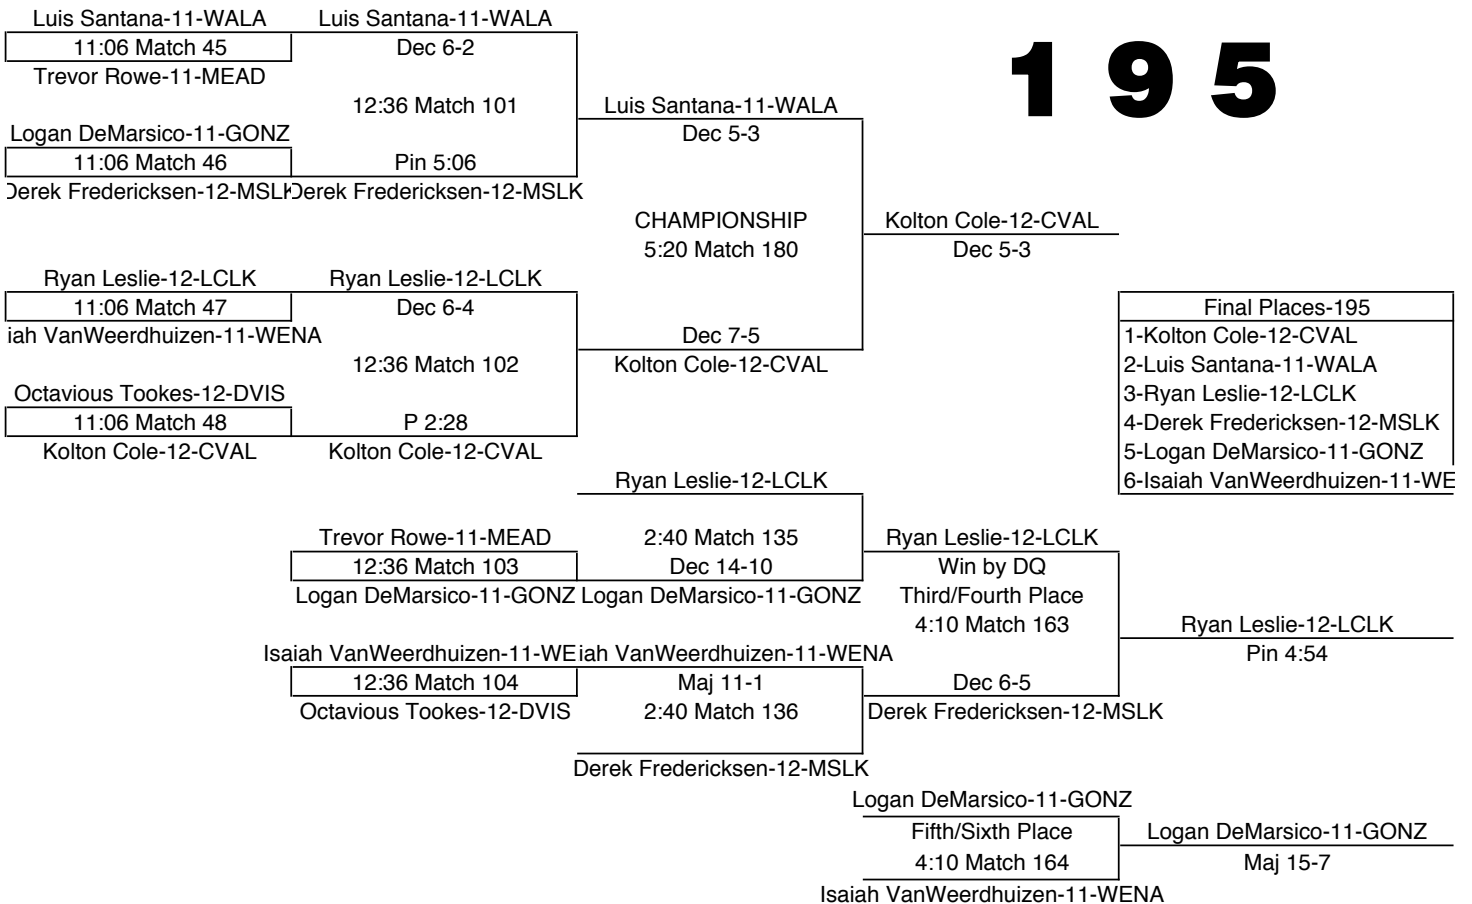 Luis Santana-11-WALA Luis Santana-11-WALA
11:06 Match 45 Dec 6-2
1 9 5
Trevor Rowe-11-MEAD
12:36 Match 101 Luis Santana-11-WALA
Logan DeMarsico-11-GONZ Dec 5-3
11:06 Match 46 Pin 5:06
Derek Fredericksen-12-MSLK Derek Fredericksen-12-MSLK
CHAMPIONSHIP Kolton Cole-12-CVAL
5:20 Match 180 Dec 5-3
Ryan Leslie-12-LCLK Ryan Leslie-12-LCLK
11:06 Match 47 Dec 6-4 Final Places-195
iah VanWeerdhuizen-11-WENA Dec 7-5 1-Kolton Cole-12-CVAL
12:36 Match 102 Kolton Cole-12-CVAL 2-Luis Santana-11-WALA
Octavious Tookes-12-DVIS 3-Ryan Leslie-12-LCLK
11:06 Match 48 P 2:28 4-Derek Fredericksen-12-MSLK
Kolton Cole-12-CVAL Kolton Cole-12-CVAL 5-Logan DeMarsico-11-GONZ
Ryan Leslie-12-LCLK 6-Isaiah VanWeerdhuizen-11-WE
Trevor Rowe-11-MEAD 2:40 Match 135 Ryan Leslie-12-LCLK
12:36 Match 103 Dec 14-10 Win by DQ
Logan DeMarsico-11-GONZ Logan DeMarsico-11-GONZ Third/Fourth Place
4:10 Match 163 Ryan Leslie-12-LCLK
Isaiah VanWeerdhuizen-11-WE iah VanWeerdhuizen-11-WENA Pin 4:54
12:36 Match 104 Maj 11-1 Dec 6-5
Octavious Tookes-12-DVIS 2:40 Match 136 Derek Fredericksen-12-MSLK
Derek Fredericksen-12-MSLK
Logan DeMarsico-11-GONZ
Fifth/Sixth Place Logan DeMarsico-11-GONZ
4:10 Match 164 Maj 15-7
Isaiah VanWeerdhuizen-11-WENA